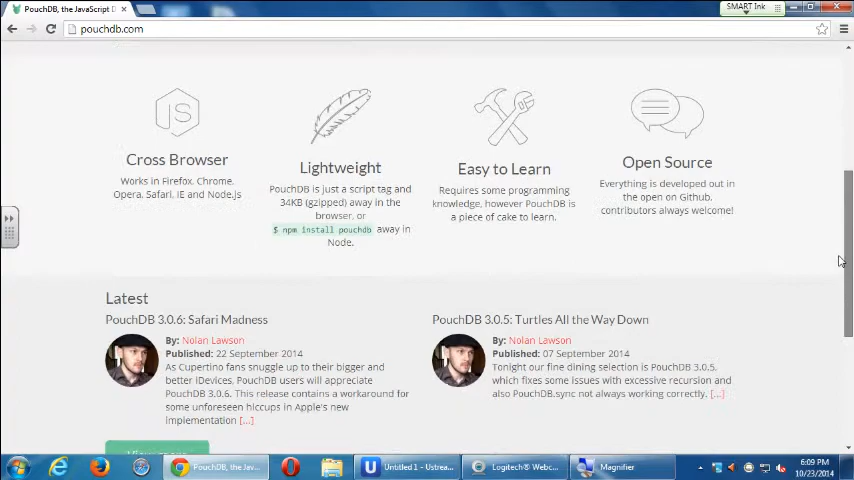 PouchDB, the JavaScript D
SMART Ink
pouchdb.com
JS
Cross Browser
Works in Firefox, Chrome,
Opera, Safari, IE and Node.js
Lightweight
PouchDB is just a script tag and
34KB (gzipped) away in the
browser, or
$ npm install pouchdb away in
Node.
Easy to Learn
Requires some programming
knowledge, however PouchDB is
a piece of cake to learn.
Open Source
Everything is developed out in
the open on Github,
contributors always welcome!
Latest
PouchDB 3.0.6: Safari Madness
By: Nolan Lawson
Published: 22 September 2014
As Cupertino fans snuggle up to their bigger and
better iDevices, PouchDB users will appreciate
PouchDB 3.0.6. This release contains a workaround for
some unforeseen hiccups in Apple's new
implementation [...]
PouchDB 3.0.5: Turtles All the Way Down
By: Nolan Lawson
Published: 07 September 2014
Tonight our fine dining selection is PouchDB 3.0.5,
which fixes some issues with excessive recursion and
also PouchDB.sync not always working correctly. [...]
PouchDB, the Jav...
Untitled 1 - Ustrea...
Logitech® Webc...
Magnifier
6:09 PM
10/23/2014